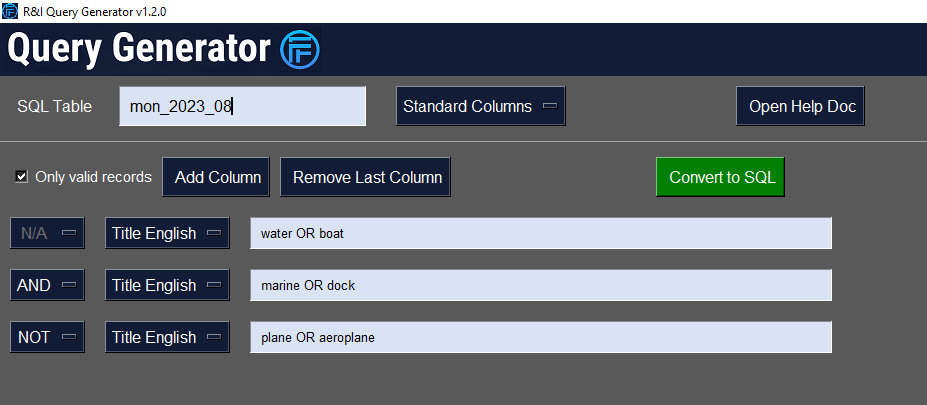 R&I Query Generator v1.2.0
Query Generator
SQL Table mon_2023_08 Standard Columns Open Help Doc
Only valid records Add Column Remove Last Column Convert to SQL
N/A Title English water OR boat
AND Title English marine OR dock
NOT Title English plane OR aeroplane